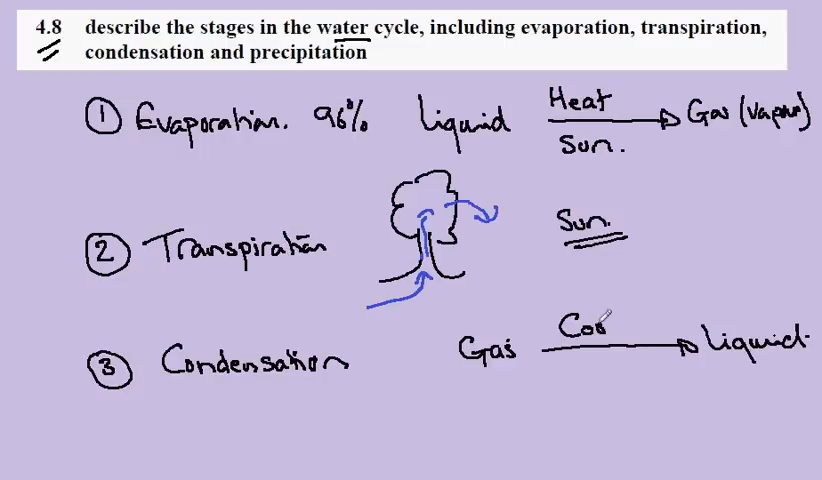 4.8 describe the stages in the water cycle, including evaporation, transpiration,
condensation and precipitation
1 Evaporation. 96% Liquid Heat Gas (Vapour)
Sun.
2 Transpiration Sun.
3 Condensation Gas Coo Liquid.